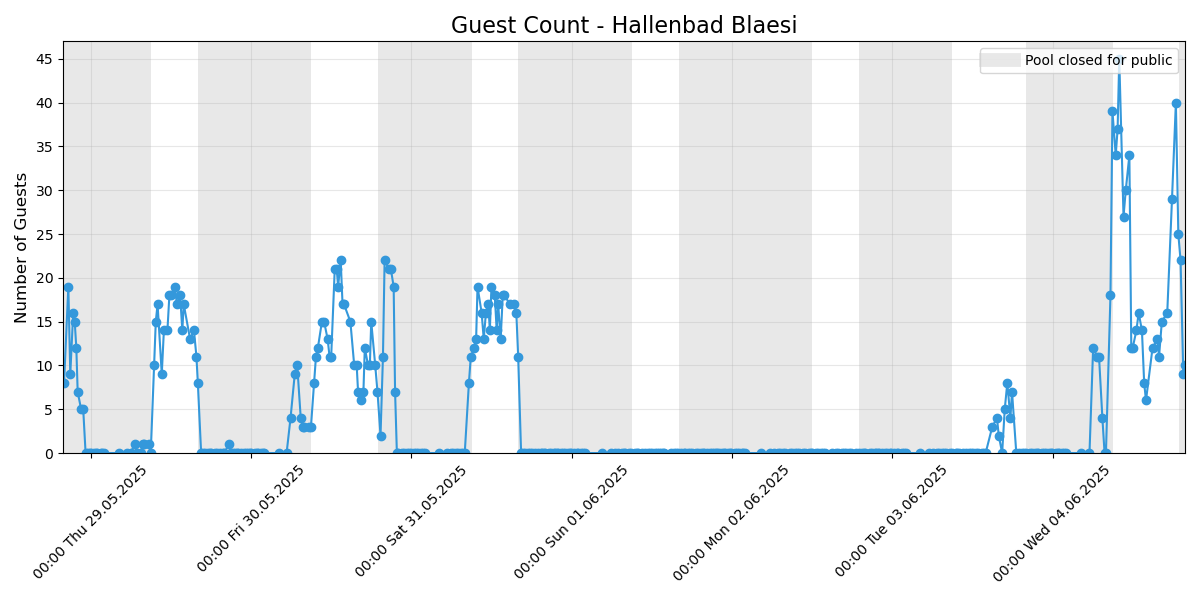 Guest Count - Hallenbad Blaesi
Pool closed for public
Number of Guests
45
40
35
30
25
20
15
10
5
0
00:00 Thu 29.05.2025
00:00 Fri 30.05.2025
00:00 Sat 31.05.2025
00:00 Sun 01.06.2025
00:00 Mon 02.06.2025
00:00 Tue 03.06.2025
00:00 Wed 04.06.2025